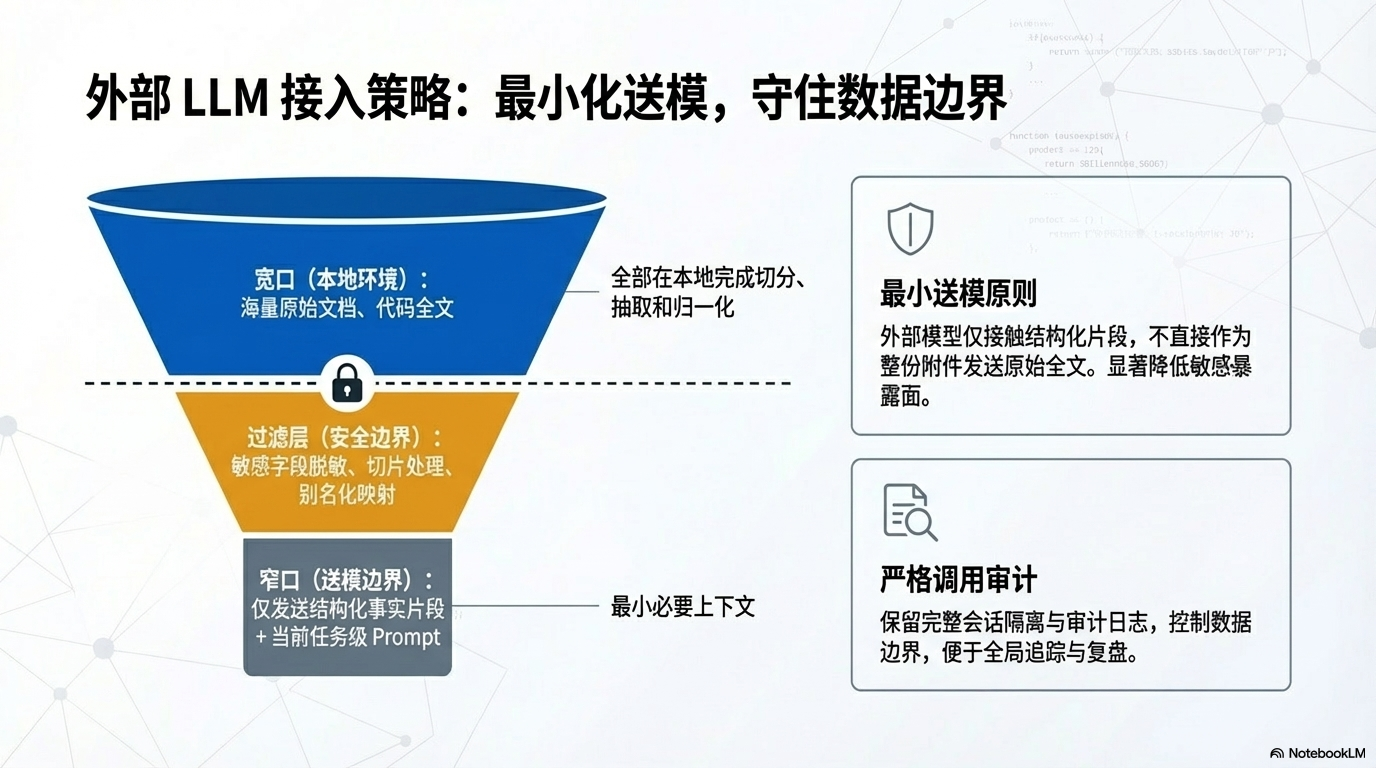 外部 LLM 接入策略：最小化送模，守住数据边界
宽口（本地环境）：
海量原始文档、代码全文
全部在本地完成切分、
抽取和归一化
过滤层（安全边界）：
敏感字段脱敏、切片处理、
别名化映射
窄口（送模边界）：
仅发送结构化事实片段
+ 当前任务级 Prompt
最小必要上下文
最小送模原则
外部模型仅接触结构化片段，不直接作为
整份附件发送原始全文。显著降低敏感暴
露面。
严格调用审计
保留完整会话隔离与审计日志，控制数据
边界，便于全局追踪与复盘。
NotebookLM